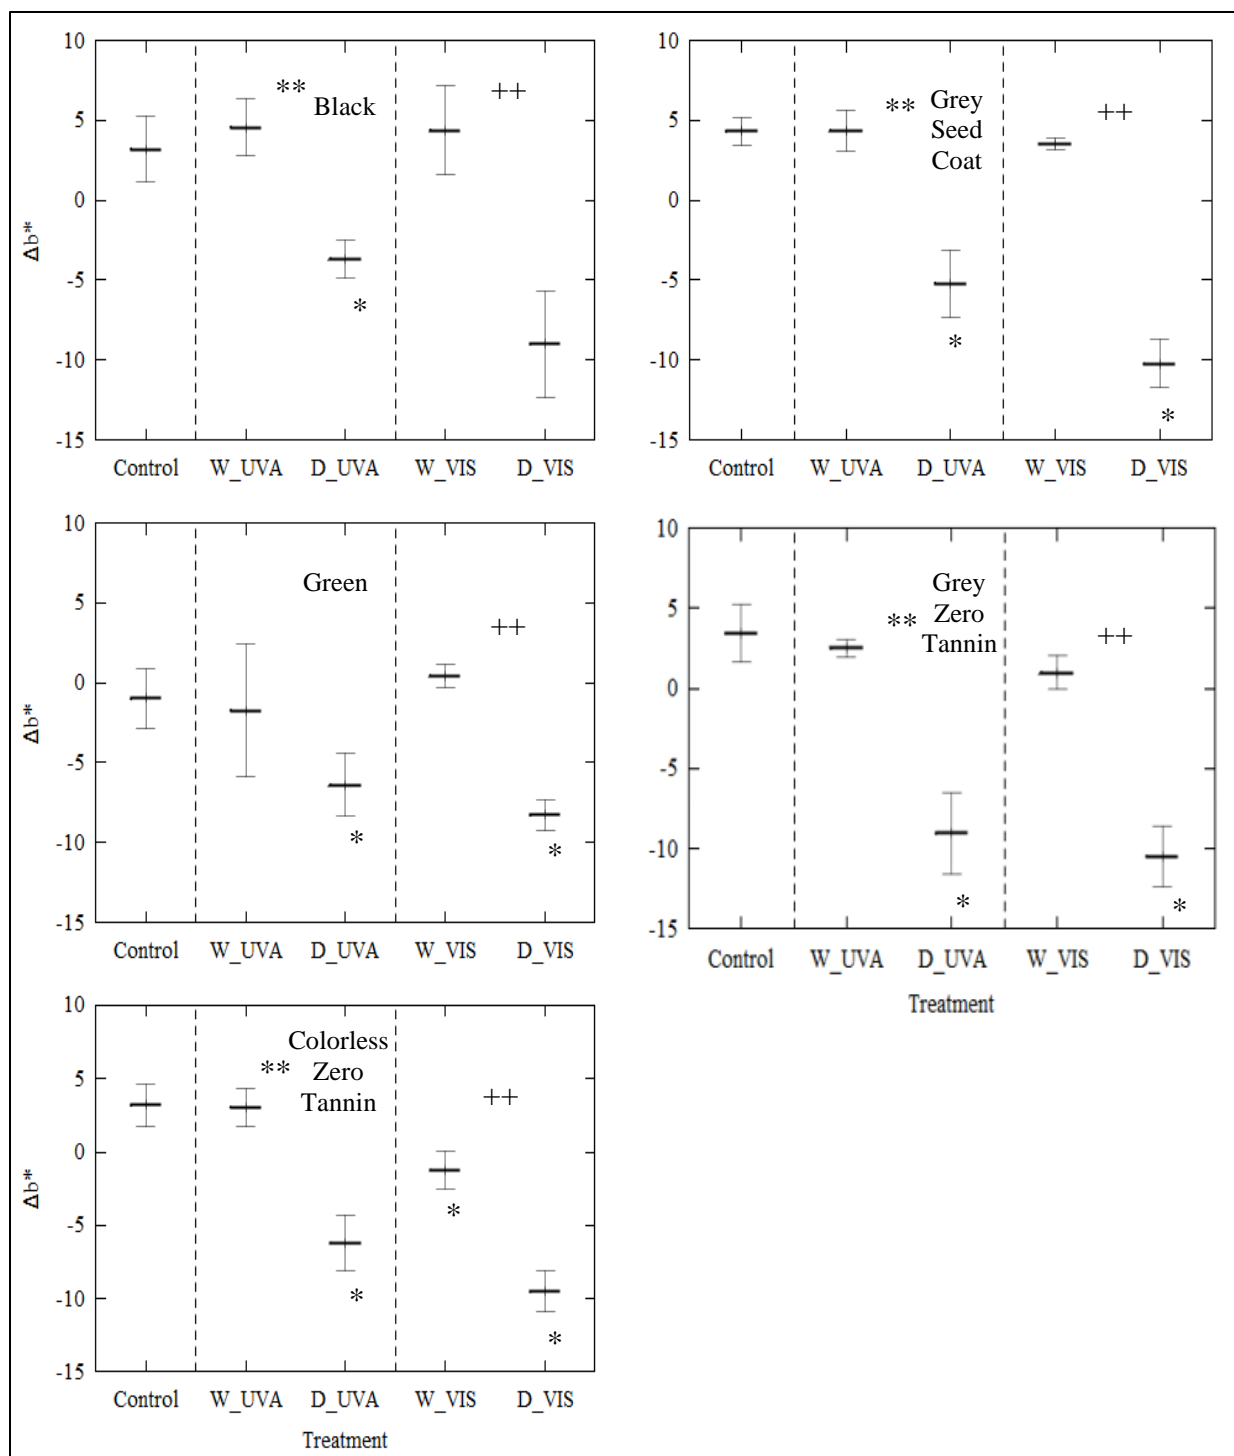 10
5
0
-5
-10
-15
Δb*
** Black
++
*
Control W_UVA D_UVA W_VIS D_VIS
10
5
0
-5
-10
-15
** Grey
Seed
Coat
++
*
*
Control W_UVA D_UVA W_VIS D_VIS
10
5
0
-5
-10
-15
Δb*
Green
++
*
*
Control W_UVA D_UVA W_VIS D_VIS
10
5
0
-5
-10
-15
Grey
** Zero
Tannin
++
*
*
Control W_UVA D_UVA W_VIS D_VIS
Treatment
10
5
0
-5
-10
-15
Δb*
Colorless
** Zero
Tannin
++
*
*
*
Control W_UVA D_UVA W_VIS D_VIS
Treatment